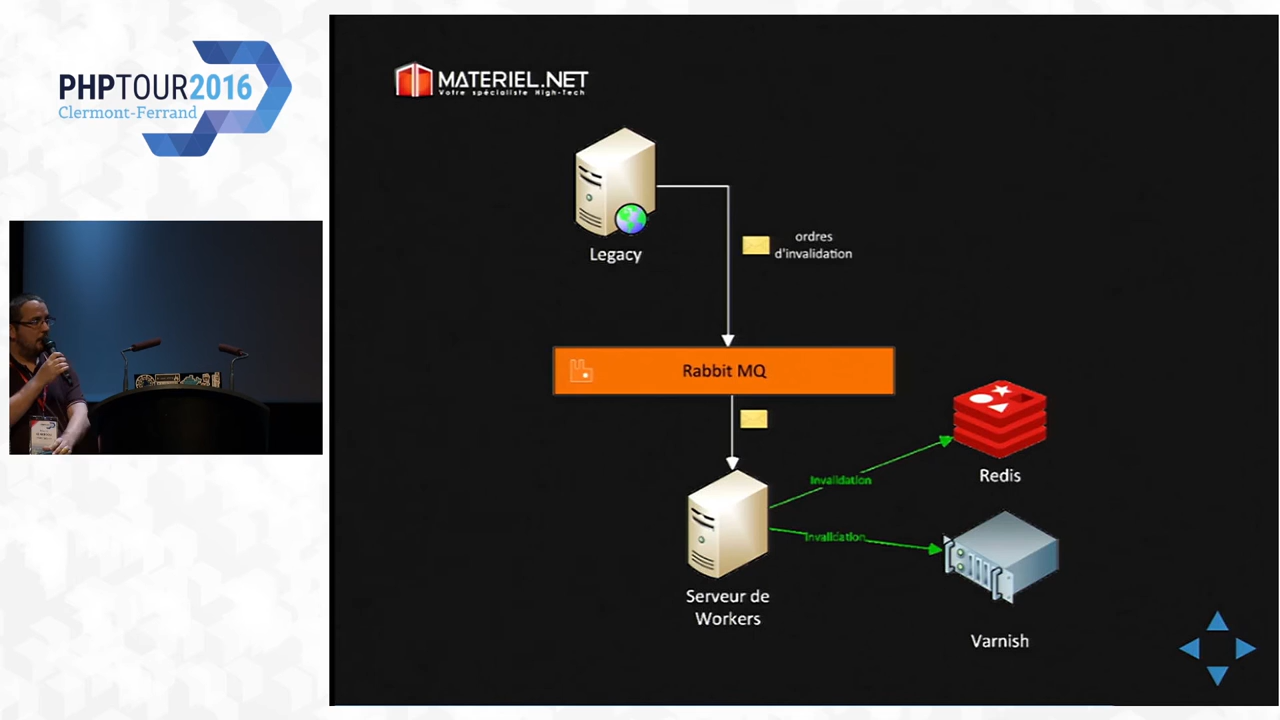 PHPTOUR2016
Clermont-Ferrand
MATERIEL.NET
Votre spécialiste High-Tech
Legacy
ordres
d'invalidation
Rabbit MQ
Invalidation
Redis
Invalidation
Serveur de
Workers
Varnish